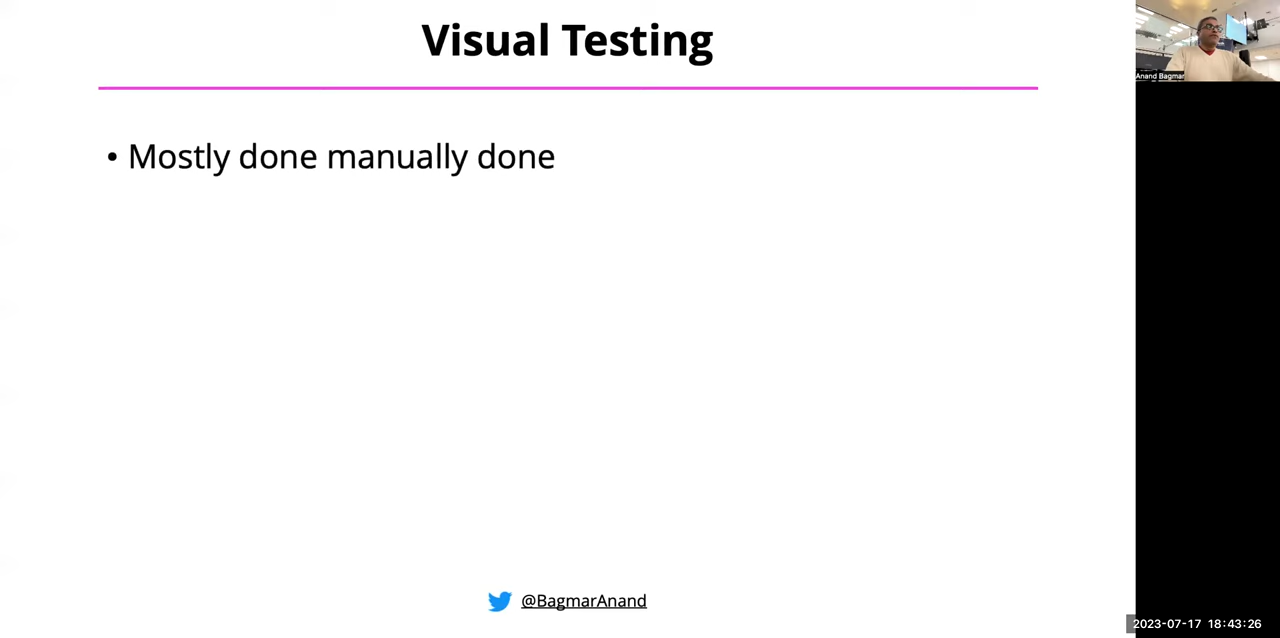 Visual Testing
Anand Bagmar
• Mostly done manually done
@BagmarAnand
2023-07-17 18:43:26